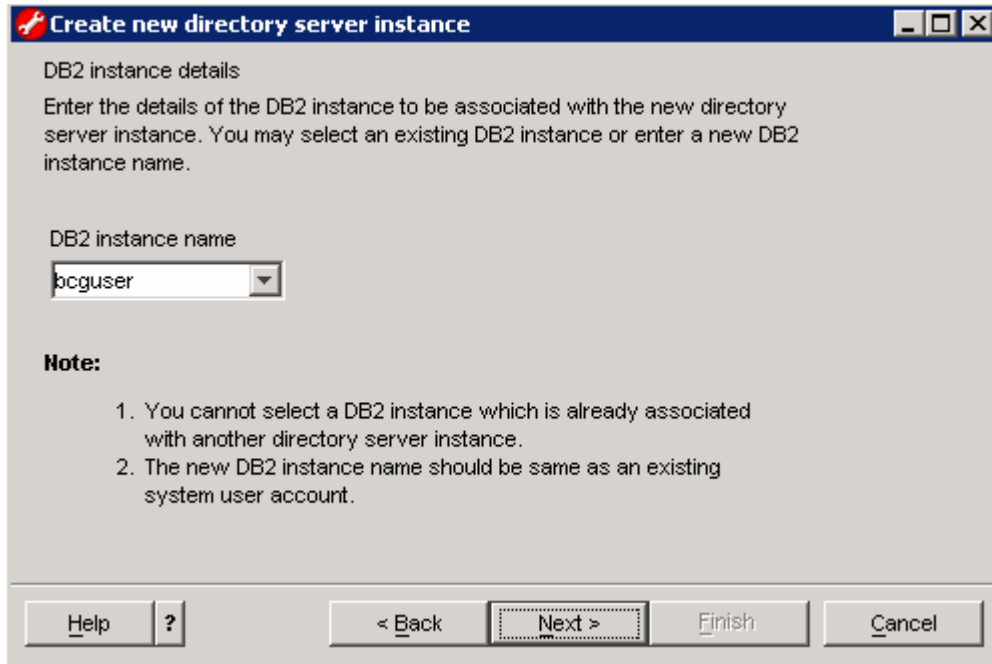 Create new directory server instance
DB2 instance details
Enter the details of the DB2 instance to be associated with the new directory
server instance. You may select an existing DB2 instance or enter a new DB2
instance name.
DB2 instance name
bcguser
Note:
1. You cannot select a DB2 instance which is already associated
with another directory server instance.
2. The new DB2 instance name should be same as an existing
system user account.
Help ? < Back Next > Finish Cancel